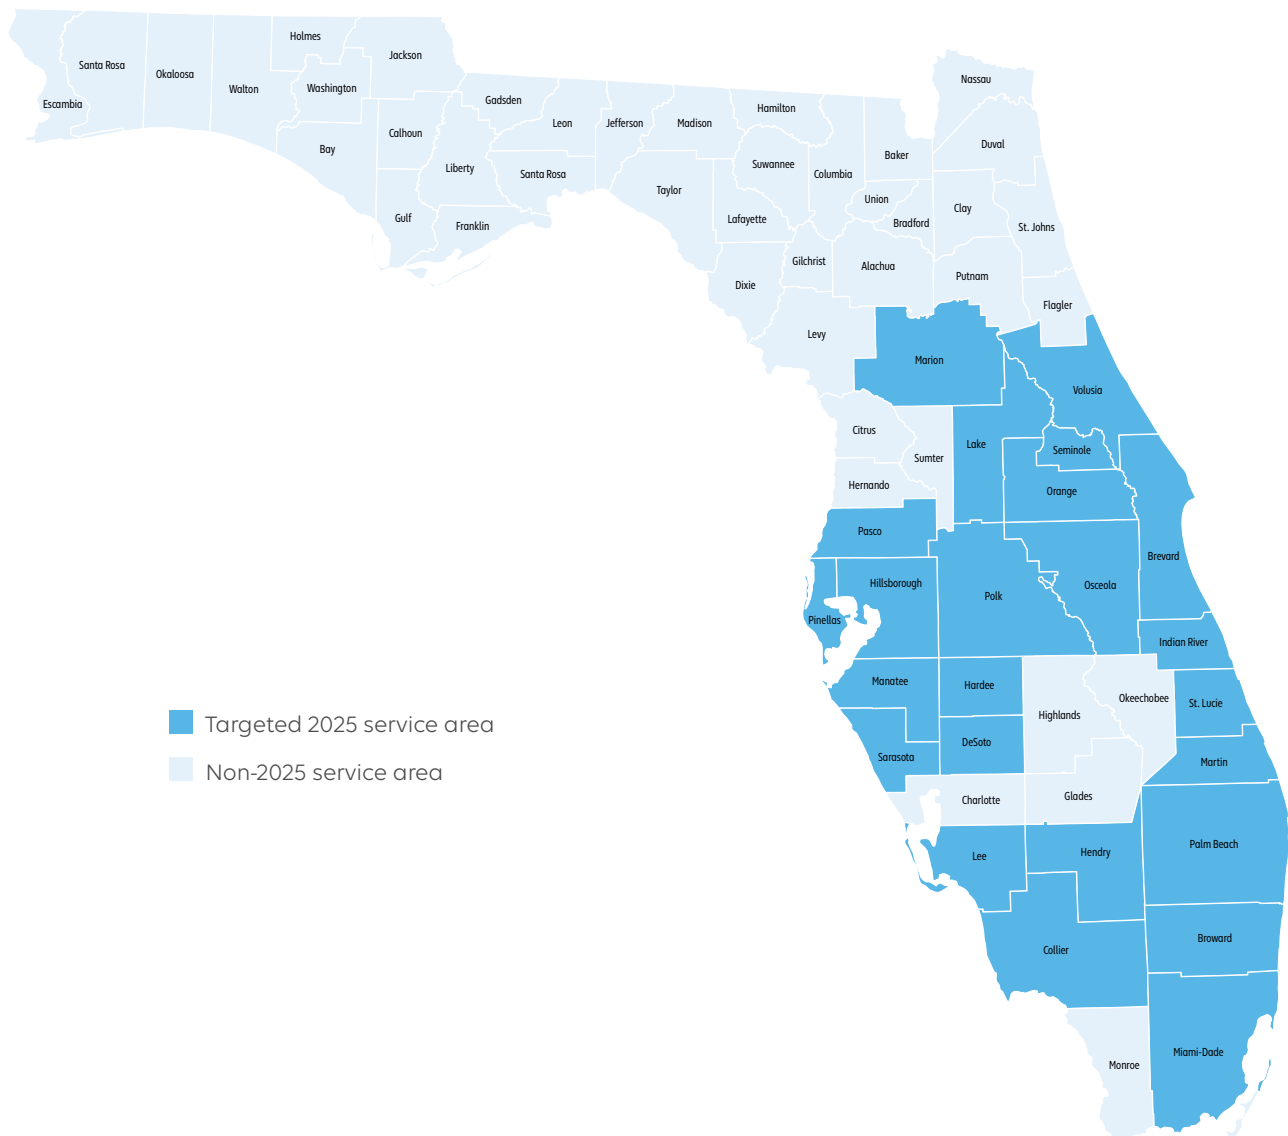 Holmes
Jackson
Santa Rosa
Okaloosa
Walton
Washington
Escambia
Nassau
Gadsden
Hamilton
Leon
Jefferson
Madison
Calhoun
Duval
Bay
Baker
Liberty
Suwannee
Columbia
Santa Rosa
Taylor
Union
Clay
Gulf
Lafayette
Bradford
Franklin
St. Johns
Gilchrist
Alachua
Putnam
Dixie
Flagler
Levy
Marion
Volusia
Citrus
Lake
Seminole
Sumter
Hernando
Orange
Pasco
Brevard
Hillsborough
Osceola
Polk
Pinellas
Indian River
Manatee
Hardee
Okeechobee
St. Lucie
Highlands
Targeted 2025 service area
DeSoto
Sarasota
Martin
Non-2025 service area
Charlotte
Glades
Palm Beach
Lee
Hendry
Broward
Collier
Miami-Dade
Monroe